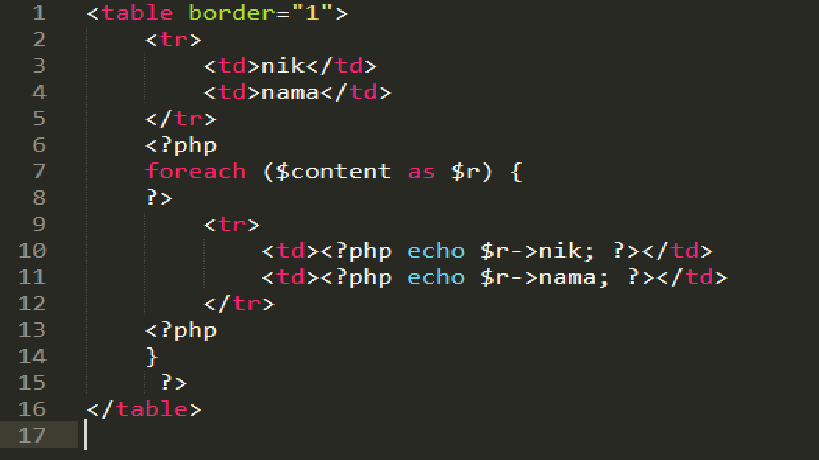 1 <table border="1">
2 <tr>
3 <td>nik</td>
4 <td>nama</td>
5 </tr>
6 <?php
7 foreach ($content as $r) {
8 ?>
9 <tr>
10 <td><?php echo $r->nik; ?></td>
11 <td><?php echo $r->nama; ?></td>
12 </tr>
13 <?php
14 }
15 ?>
16 </table>
17